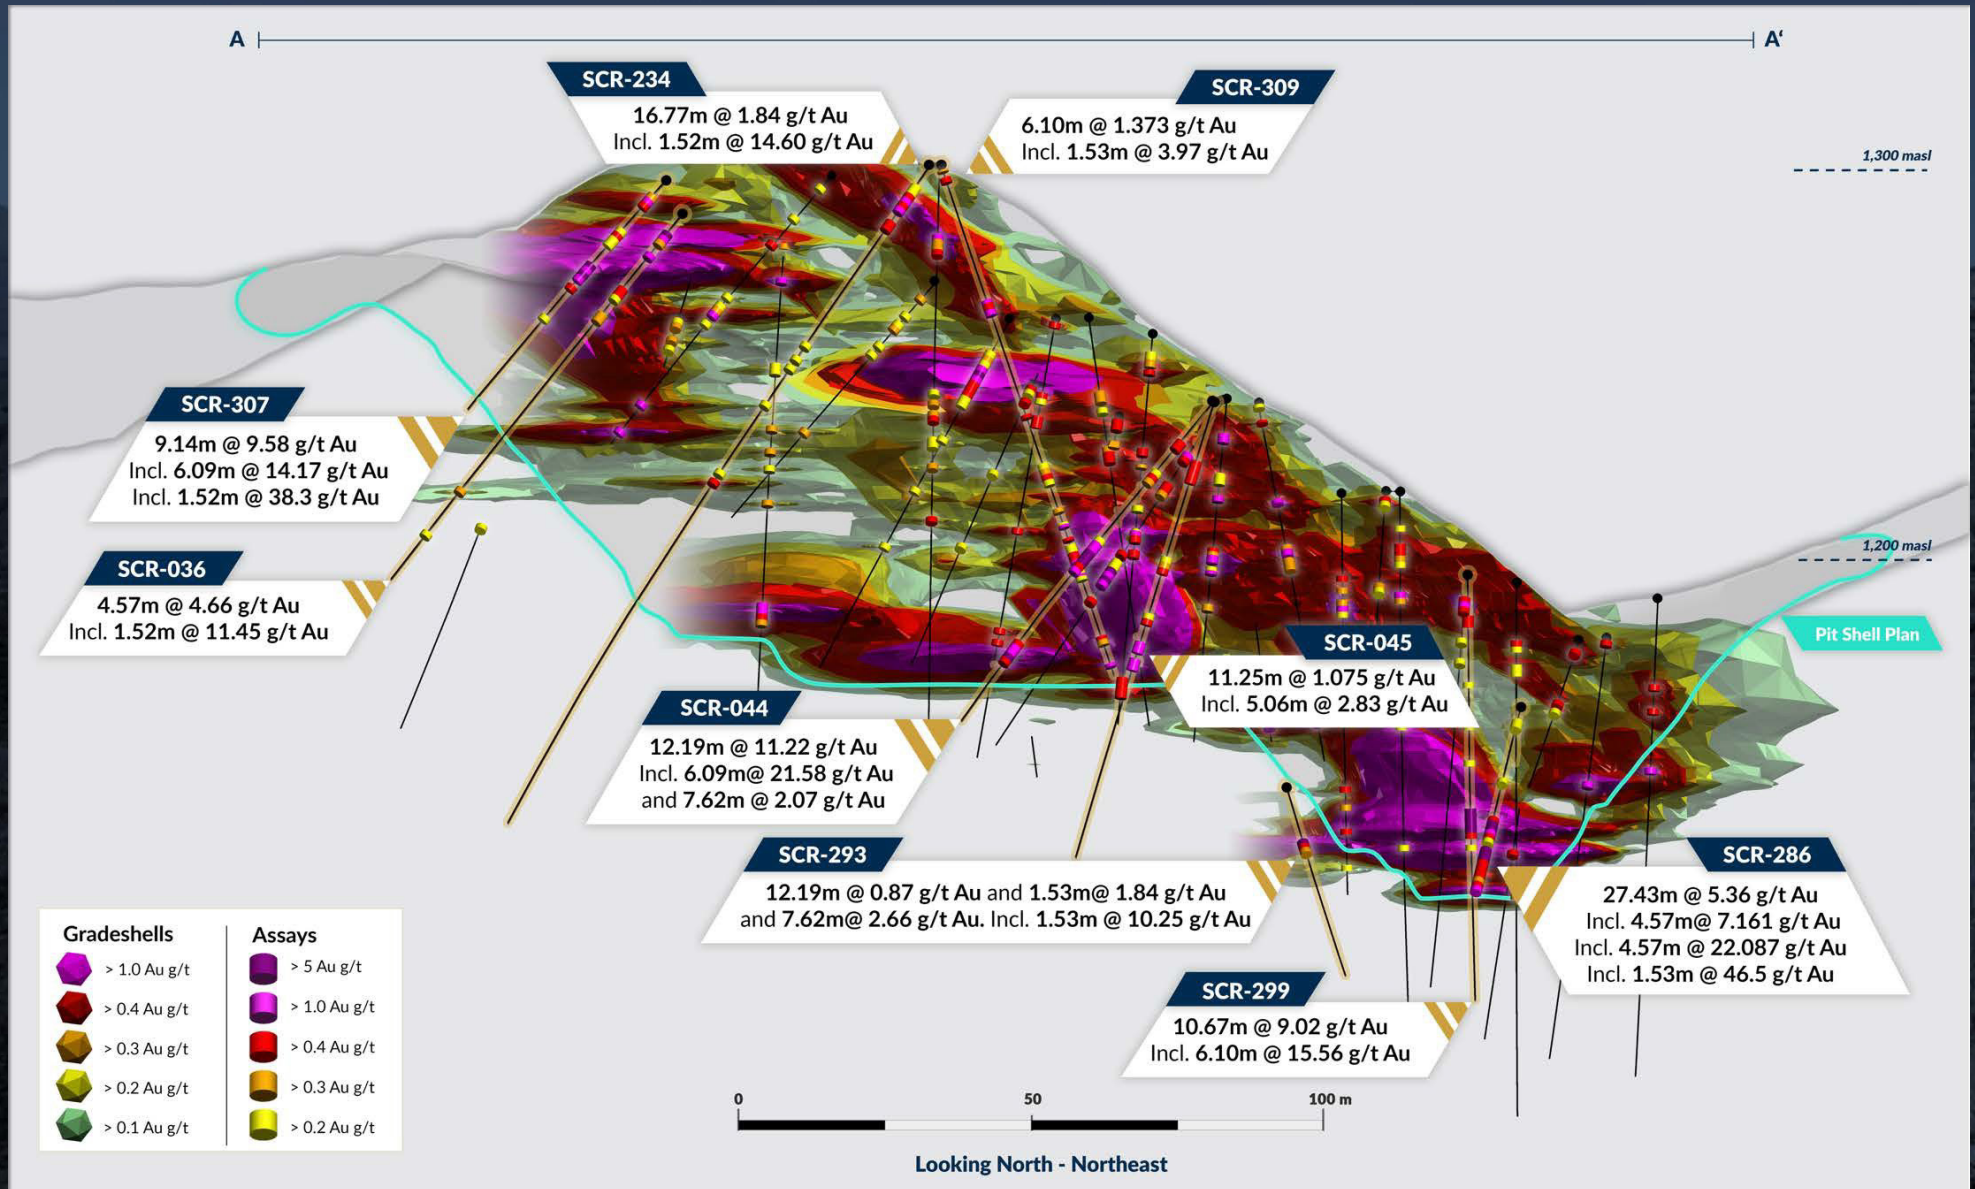 A
A'
SCR-234
16.77m @ 1.84 g/t Au
Incl. 1.52m @ 14.60 g/t Au
SCR-309
6.10m @ 1.373 g/t Au
Incl. 1.53m @ 3.97 g/t Au
1,300 masl
SCR-307
9.14m @ 9.58 g/t Au
Incl. 6.09m @ 14.17 g/t Au
Incl. 1.52m @ 38.3 g/t Au
SCR-036
4.57m @ 4.66 g/t Au
Incl. 1.52m @ 11.45 g/t Au
1,200 masl
Pit Shell Plan
SCR-045
11.25m @ 1.075 g/t Au
Incl. 5.06m @ 2.83 g/t Au
SCR-044
12.19m @ 11.22 g/t Au
Incl. 6.09m@ 21.58 g/t Au
and 7.62m @ 2.07 g/t Au
SCR-293
12.19m @ 0.87 g/t Au and 1.53m@ 1.84 g/t Au
and 7.62m@ 2.66 g/t Au. Incl. 1.53m @ 10.25 g/t Au
SCR-286
27.43m @ 5.36 g/t Au
Incl. 4.57m@ 7.161 g/t Au
Incl. 4.57m @ 22.087 g/t Au
Incl. 1.53m @ 46.5 g/t Au
SCR-299
10.67m @ 9.02 g/t Au
Incl. 6.10m @ 15.56 g/t Au
Gradeshells
> 1.0 Au g/t
> 0.4 Au g/t
> 0.3 Au g/t
> 0.2 Au g/t
> 0.1 Au g/t
Assays
> 5 Au g/t
> 1.0 Au g/t
> 0.4 Au g/t
> 0.3 Au g/t
> 0.2 Au g/t
0 50 100 m
Looking North - Northeast